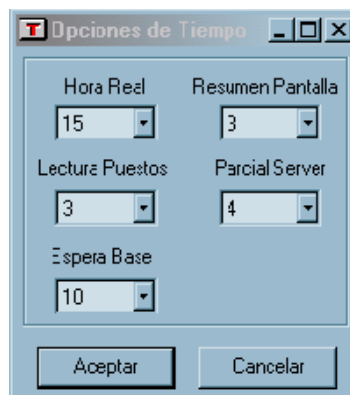 T Opciones de Tiempo
Hora Real Resumen Pantalla
15 3
Lectura Puestos Parcial Server
3 4
Espera Base
10
Aceptar Cancelar